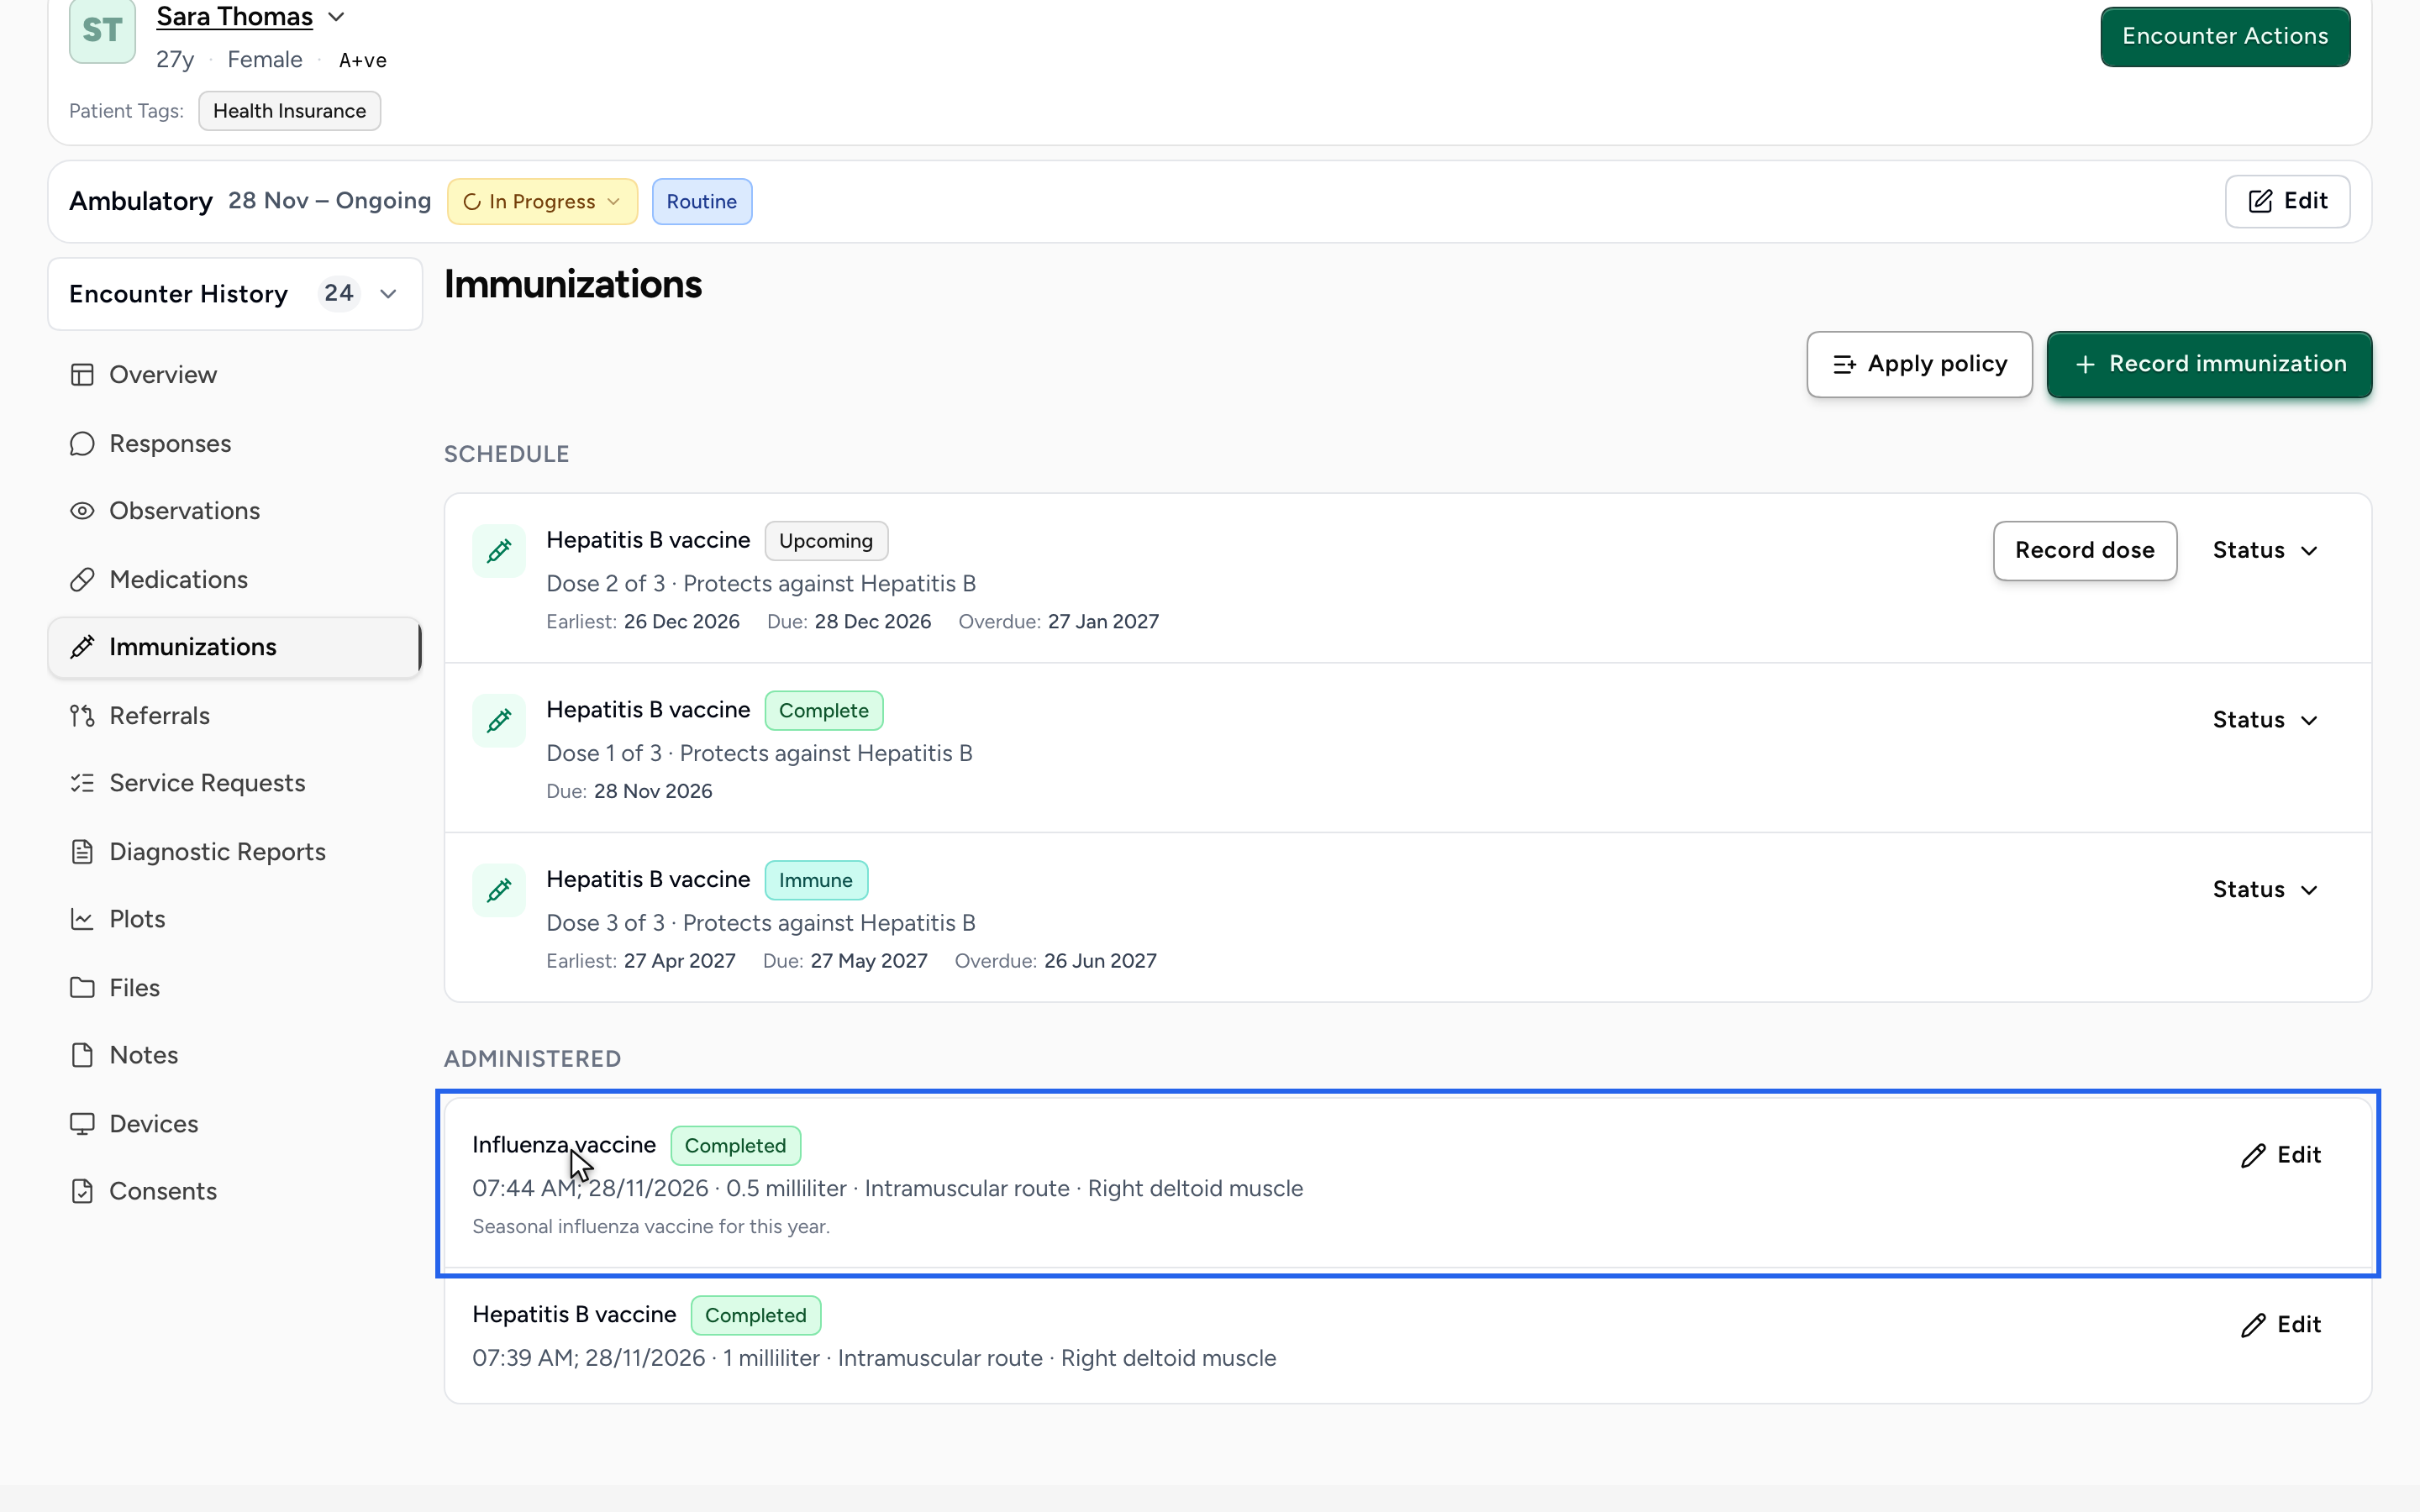 ST
Sara Thomas
27y · Female · A+ve
Encounter Actions
Patient Tags: Health Insurance
Ambulatory 28 Nov – Ongoing In Progress Routine
Edit
Encounter History 24
Overview
Responses
Observations
Medications
Immunizations
Referrals
Service Requests
Diagnostic Reports
Plots
Files
Notes
Devices
Consents
Immunizations
Apply policy
+ Record immunization
SCHEDULE
Hepatitis B vaccine Upcoming
Dose 2 of 3 · Protects against Hepatitis B
Earliest: 26 Dec 2026 Due: 28 Dec 2026 Overdue: 27 Jan 2027
Record dose
Status
Hepatitis B vaccine Complete
Dose 1 of 3 · Protects against Hepatitis B
Due: 28 Nov 2026
Status
Hepatitis B vaccine Immune
Dose 3 of 3 · Protects against Hepatitis B
Earliest: 27 Apr 2027 Due: 27 May 2027 Overdue: 26 Jun 2027
Status
ADMINISTERED
Influenza vaccine Completed
07:44 AM; 28/11/2026 · 0.5 milliliter · Intramuscular route · Right deltoid muscle
Seasonal influenza vaccine for this year.
Edit
Hepatitis B vaccine Completed
07:39 AM; 28/11/2026 · 1 milliliter · Intramuscular route · Right deltoid muscle
Edit